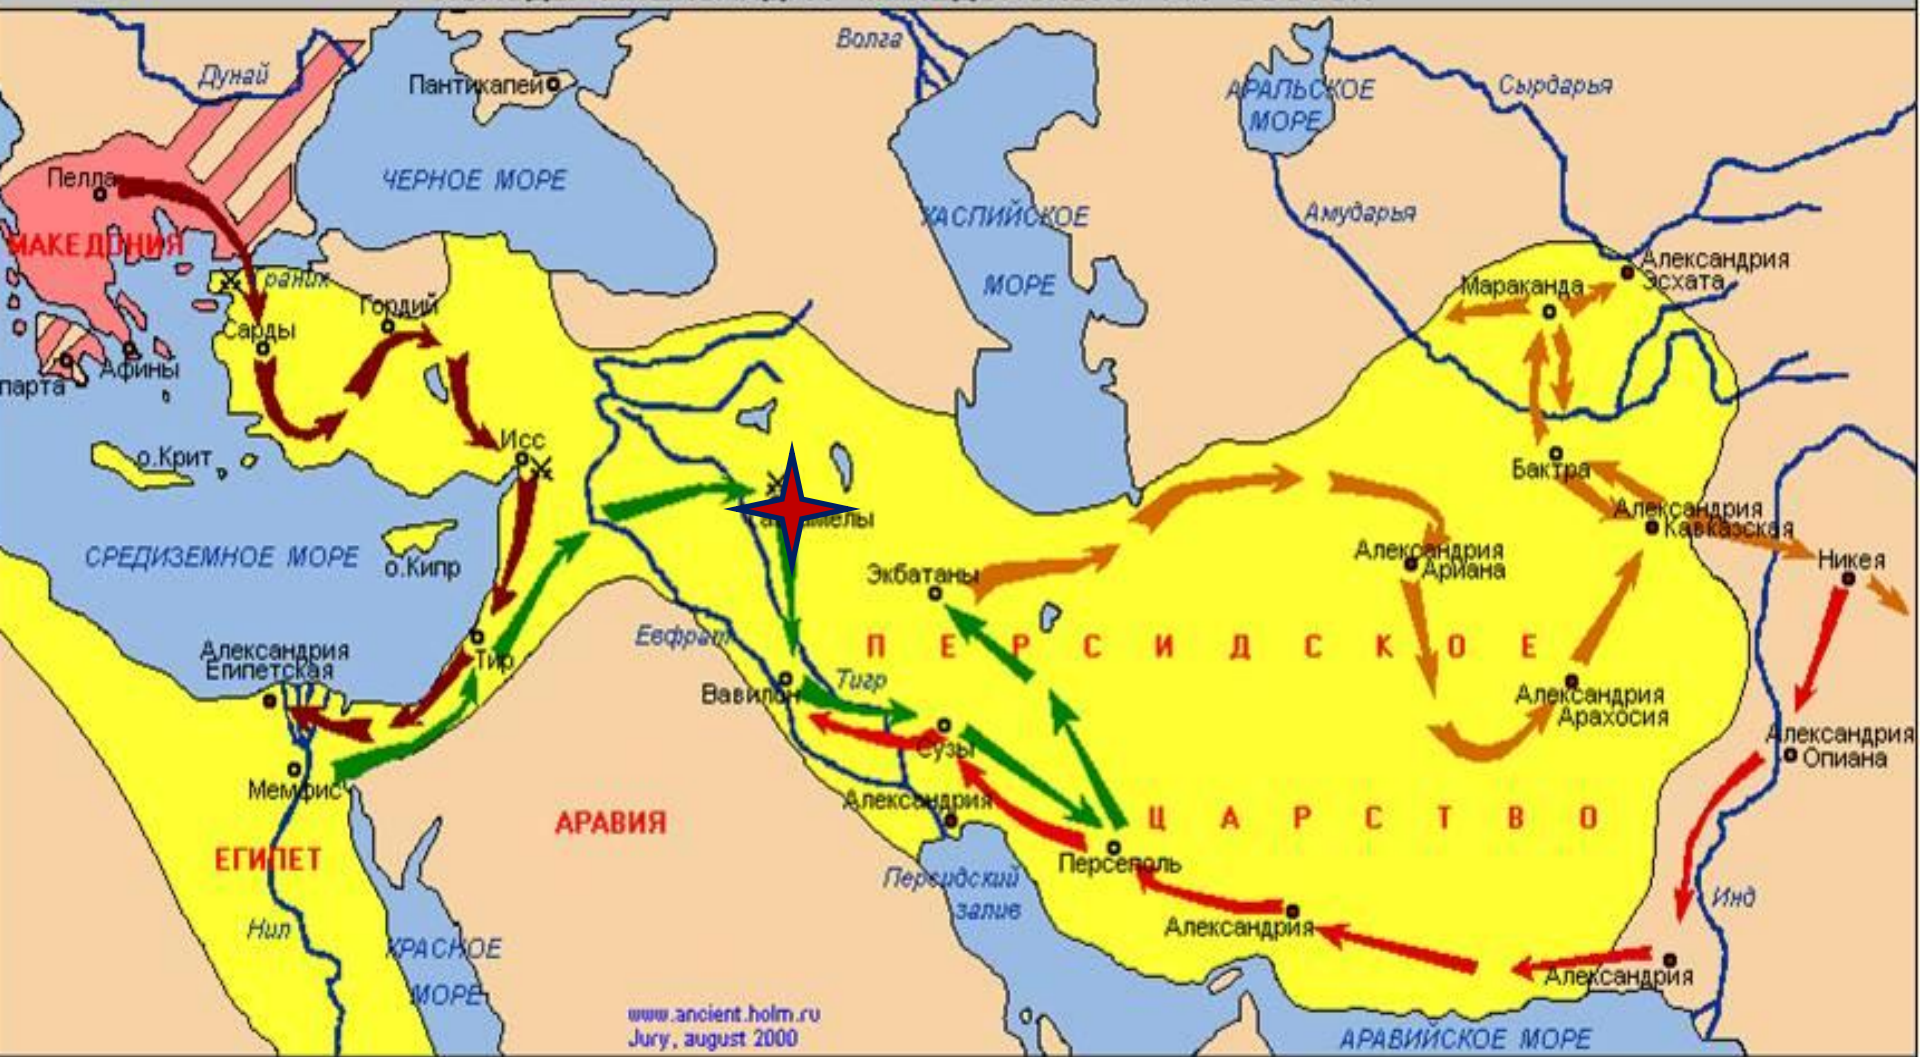 Волга
Дунай
Пантикапей
АРАЛЬСКОЕ
МОРЕ
Сырдарья
ЧЕРНОЕ МОРЕ
Пелла
КАСПИЙСКОЕ
МОРЕ
Амударья
МАКЕДОНИЯ
Граник
Александрия
Эсхата
Мараканда
Гордий
Сарды
Афины
парта
Исс
о.Крит
Бактра
Александрия
Кавказская
СРЕДИЗЕМНОЕ МОРЕ
о.Кипр
Экбатаны
Александрия
Ариана
Никея
Евфрат
ПЕРСИДСКОЕ
Александрия
Египетская
Тир
Вавилон
Тигр
Александрия
Арахосия
Сузы
Александрия
Опиана
Мемфис
Александрия
ЦАРСТВО
АРАВИЯ
ЕГИПЕТ
Персеполь
Персидский
залив
Инд
Нил
Александрия
КРАСНОЕ
МОРЕ
Александрия
www.ancient.holm.ru
Jury, august 2000
АРАВИЙСКОЕ МОРЕ